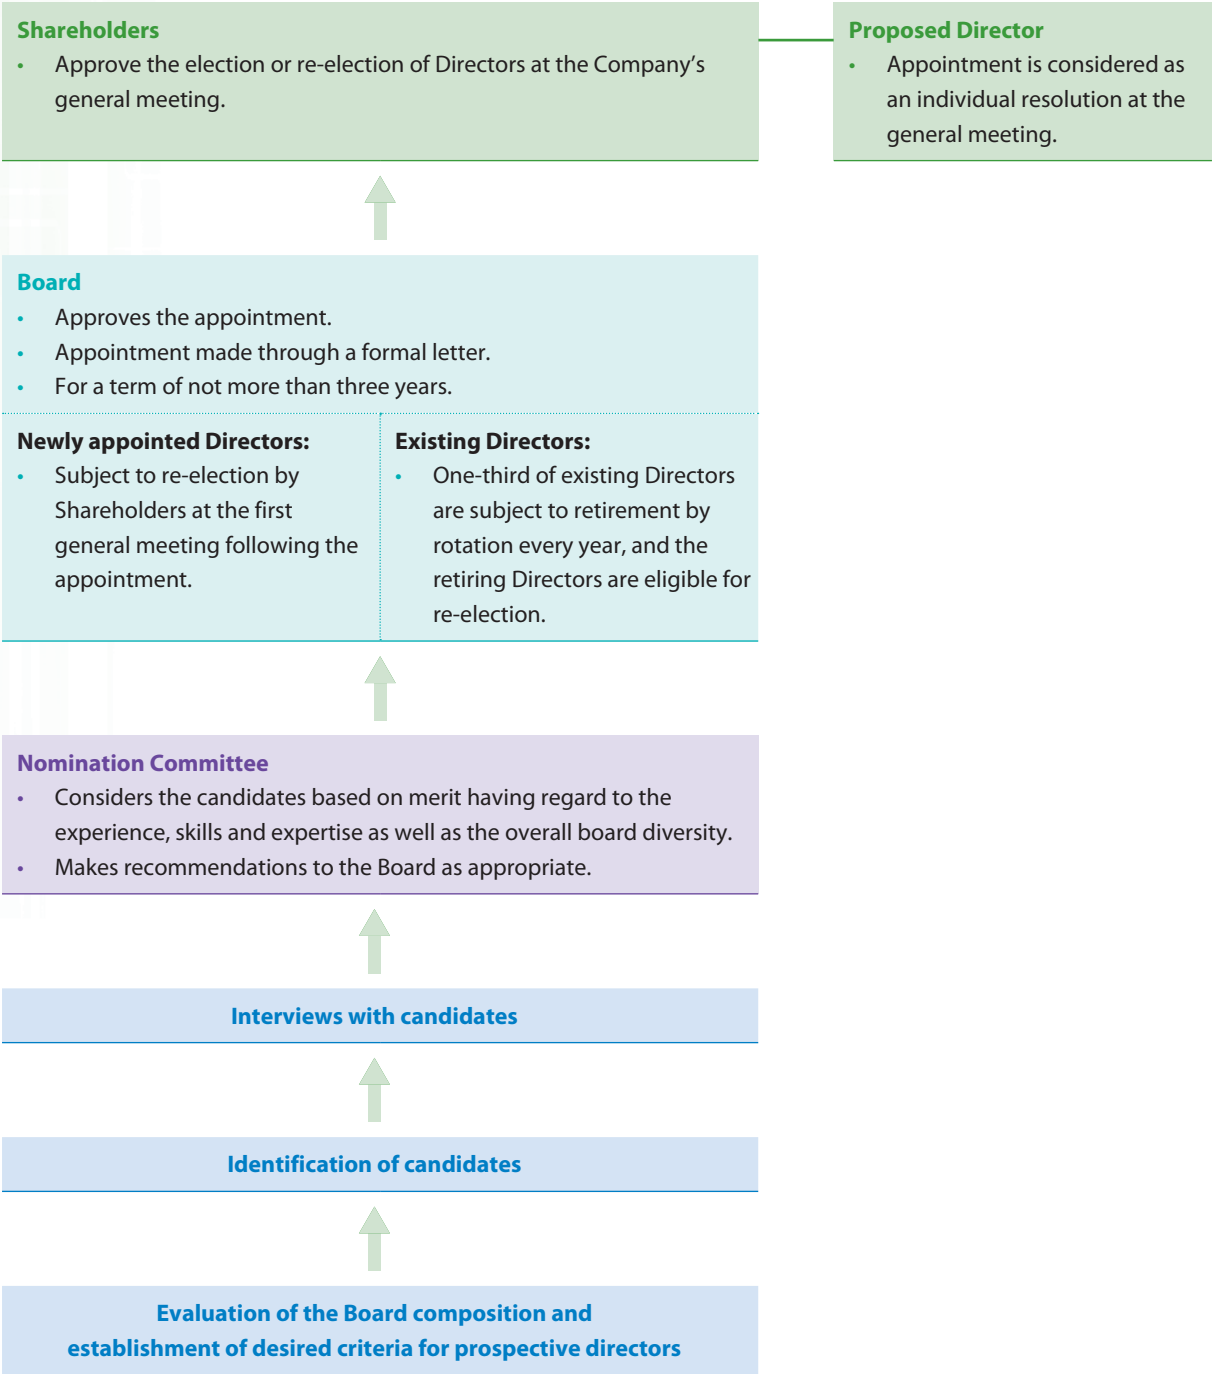 Shareholders
• Approve the election or re-election of Directors at the Company's
general meeting.
Proposed Director
• Appointment is considered as
an individual resolution at the
general meeting.
Board
• Approves the appointment.
• Appointment made through a formal letter.
• For a term of not more than three years.
Newly appointed Directors:
• Subject to re-election by
Shareholders at the first
general meeting following the
appointment.
Existing Directors:
• One-third of existing Directors
are subject to retirement by
rotation every year, and the
retiring Directors are eligible for
re-election.
Nomination Committee
• Considers the candidates based on merit having regard to the
experience, skills and expertise as well as the overall board diversity.
• Makes recommendations to the Board as appropriate.
Interviews with candidates
Identification of candidates
Evaluation of the Board composition and
establishment of desired criteria for prospective directors